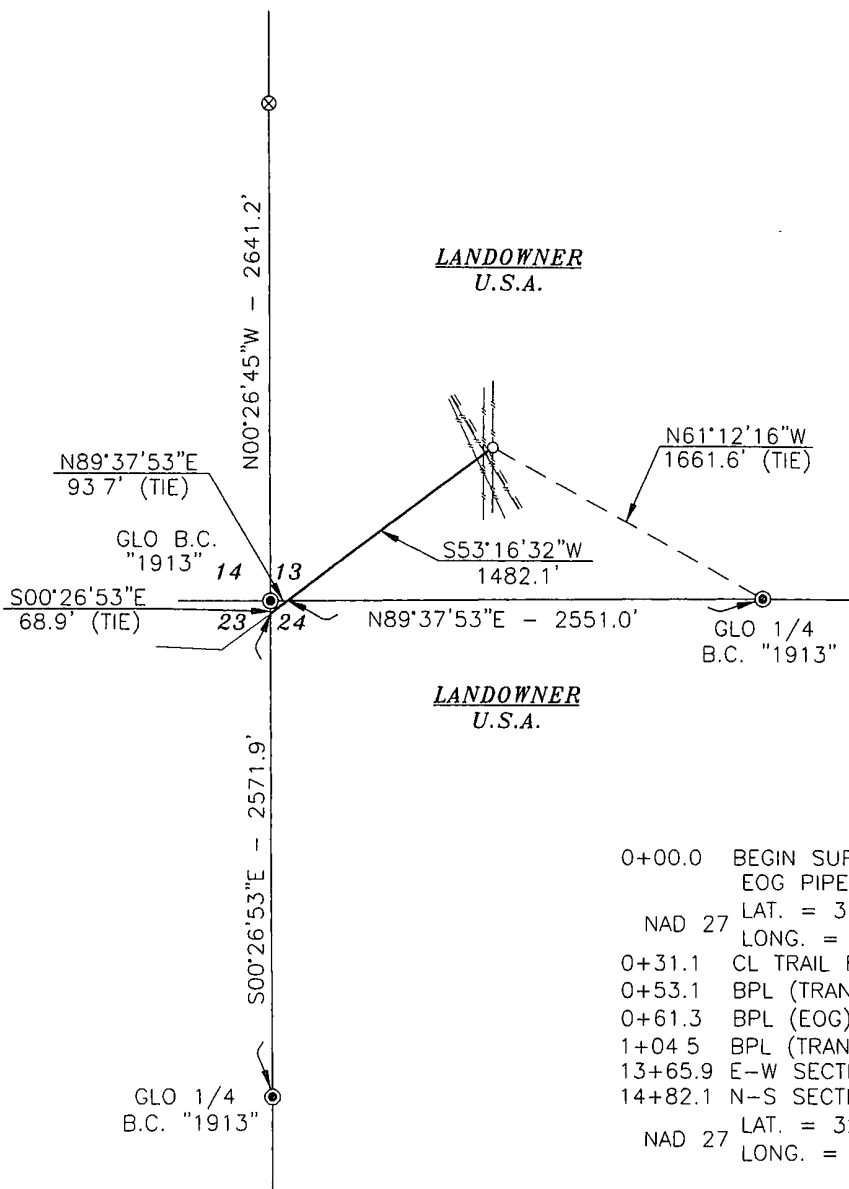 N00°26'45"W - 2641.2'
LANDOWNER
U.S.A.
N89°37'53"E
93 7' (TIE)
N61°12'16"W
1661.6' (TIE)
GLO B.C.
"1913"
14 13
S53°16'32"W
1482.1'
S00°26'53"E
68.9' (TIE)
23 24
N89°37'53"E - 2551.0'
GLO 1/4
B.C. "1913"
LANDOWNER
U.S.A.
S00°26'53"E - 2571.9'
0+00.0 BEGIN
EOG PIPE
NAD 27 LAT. = 3
LONG. =
0+31.1 CL TRAIL
0+53.1 BPL (TRAN
0+61.3 BPL (EOG)
1+04 5 BPL (TRAN
13+65.9 E-W SECT
14+82.1 N-S SECT
NAD 27 LAT. = 3
LONG. =
GLO 1/4
B.C. "1913"